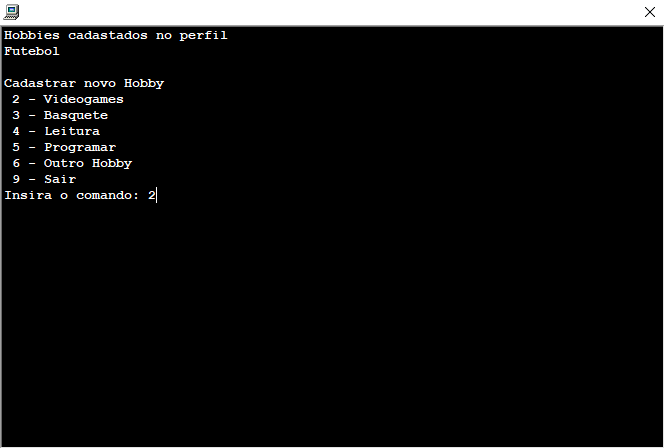 Hobbies cadastados no perfil
Futebol
Cadastrar novo Hobby
2 - Videogames
3 - Basquete
4 - Leitura
5 - Programar
6 - Outro Hobby
9 - Sair
Insira o comando: 2